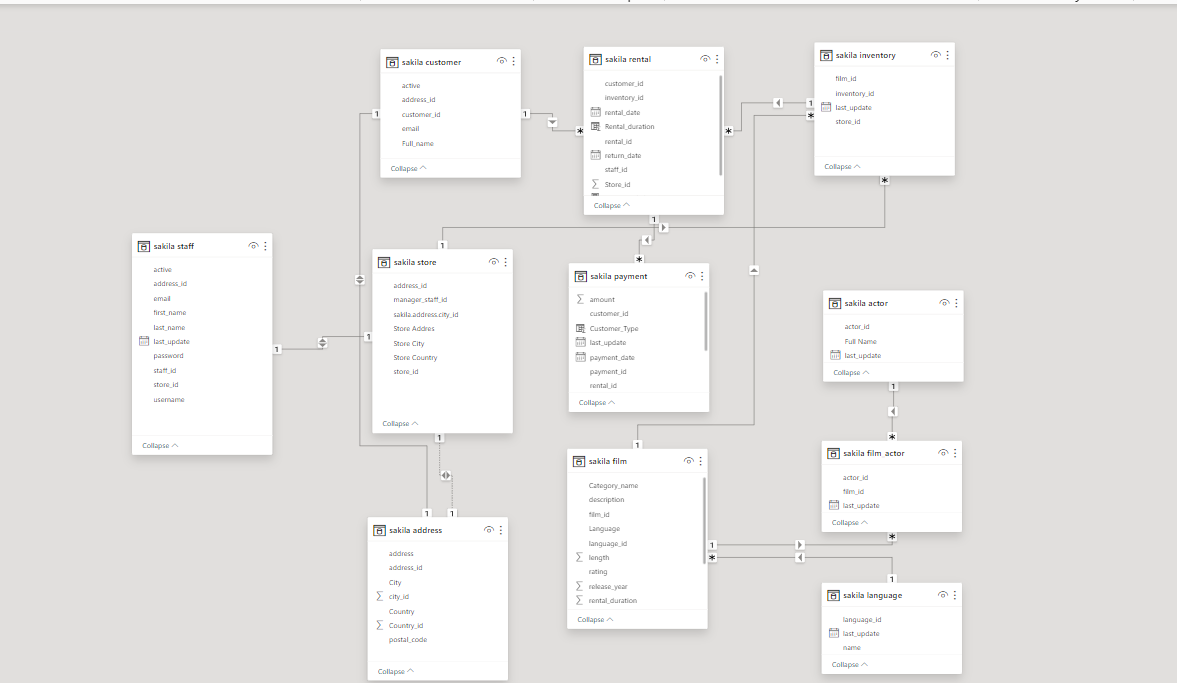 sakila customer
active
address_id
customer_id
email
Full_name
Collapse
1
1
sakila rental
customer_id
inventory_id
rental_date
Rental_duration
rental_id
return_date
staff_id
Store_id
Collapse
*
*
1
sakila inventory
film_id
inventory_id
last_update
store_id
Collapse
1
*
*
sakila staff
active
address_id
email
first_name
last_name
last_update
password
staff_id
store_id
username
Collapse
1
1
1
sakila store
address_id
manager_staff_id
sakila.address.city_id
Store Addres
Store City
Store Country
store_id
Collapse
1
*
sakila payment
amount
customer_id
Customer_Type
last_update
payment_date
payment_id
rental_id
Collapse
sakila actor
actor_id
Full Name
last_update
Collapse
1
*
sakila film_actor
actor_id
film_id
last_update
Collapse
*
1
sakila film
Category_name
description
film_id
Language
language_id
length
rating
release_year
rental_duration
Collapse
1
*
1
1
sakila address
address
address_id
City
city_id
Country
Country_id
postal_code
Collapse
1
sakila language
language_id
last_update
name
Collapse